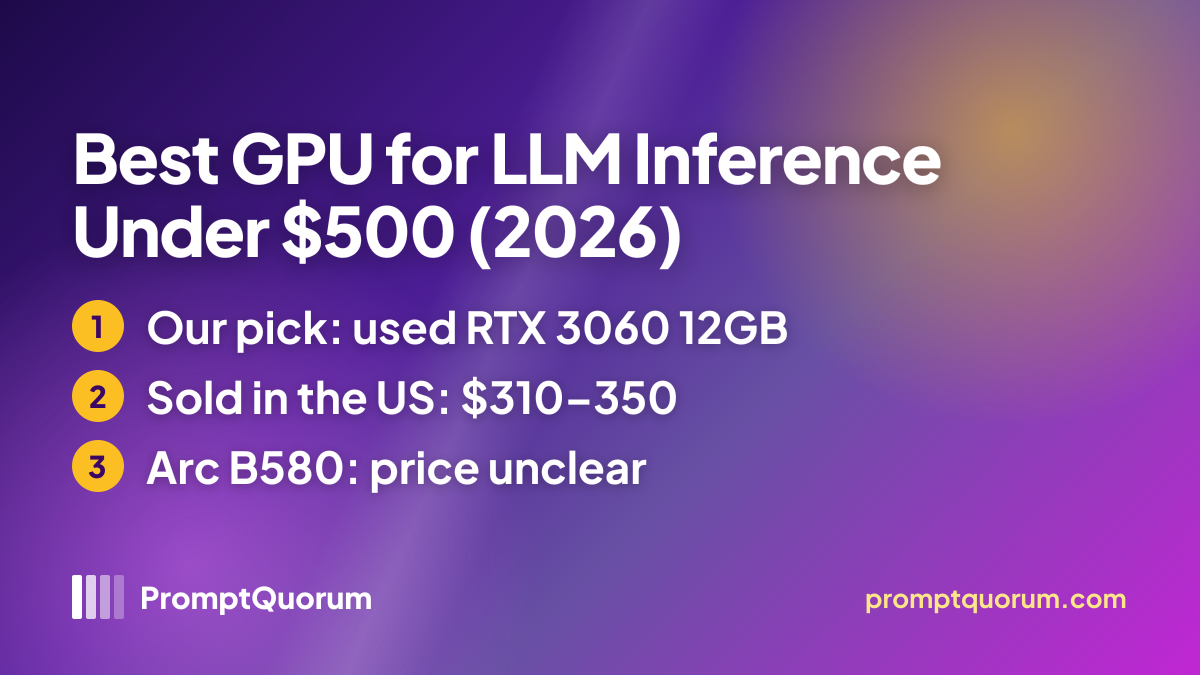 Best GPU for LLM Inference
Under $500 (2026)
1 Our pick: used RTX 3060 12GB
2 Sold in the US: $310–350
3 Arc B580: price unclear
PromptQuorum
promptquorum.com